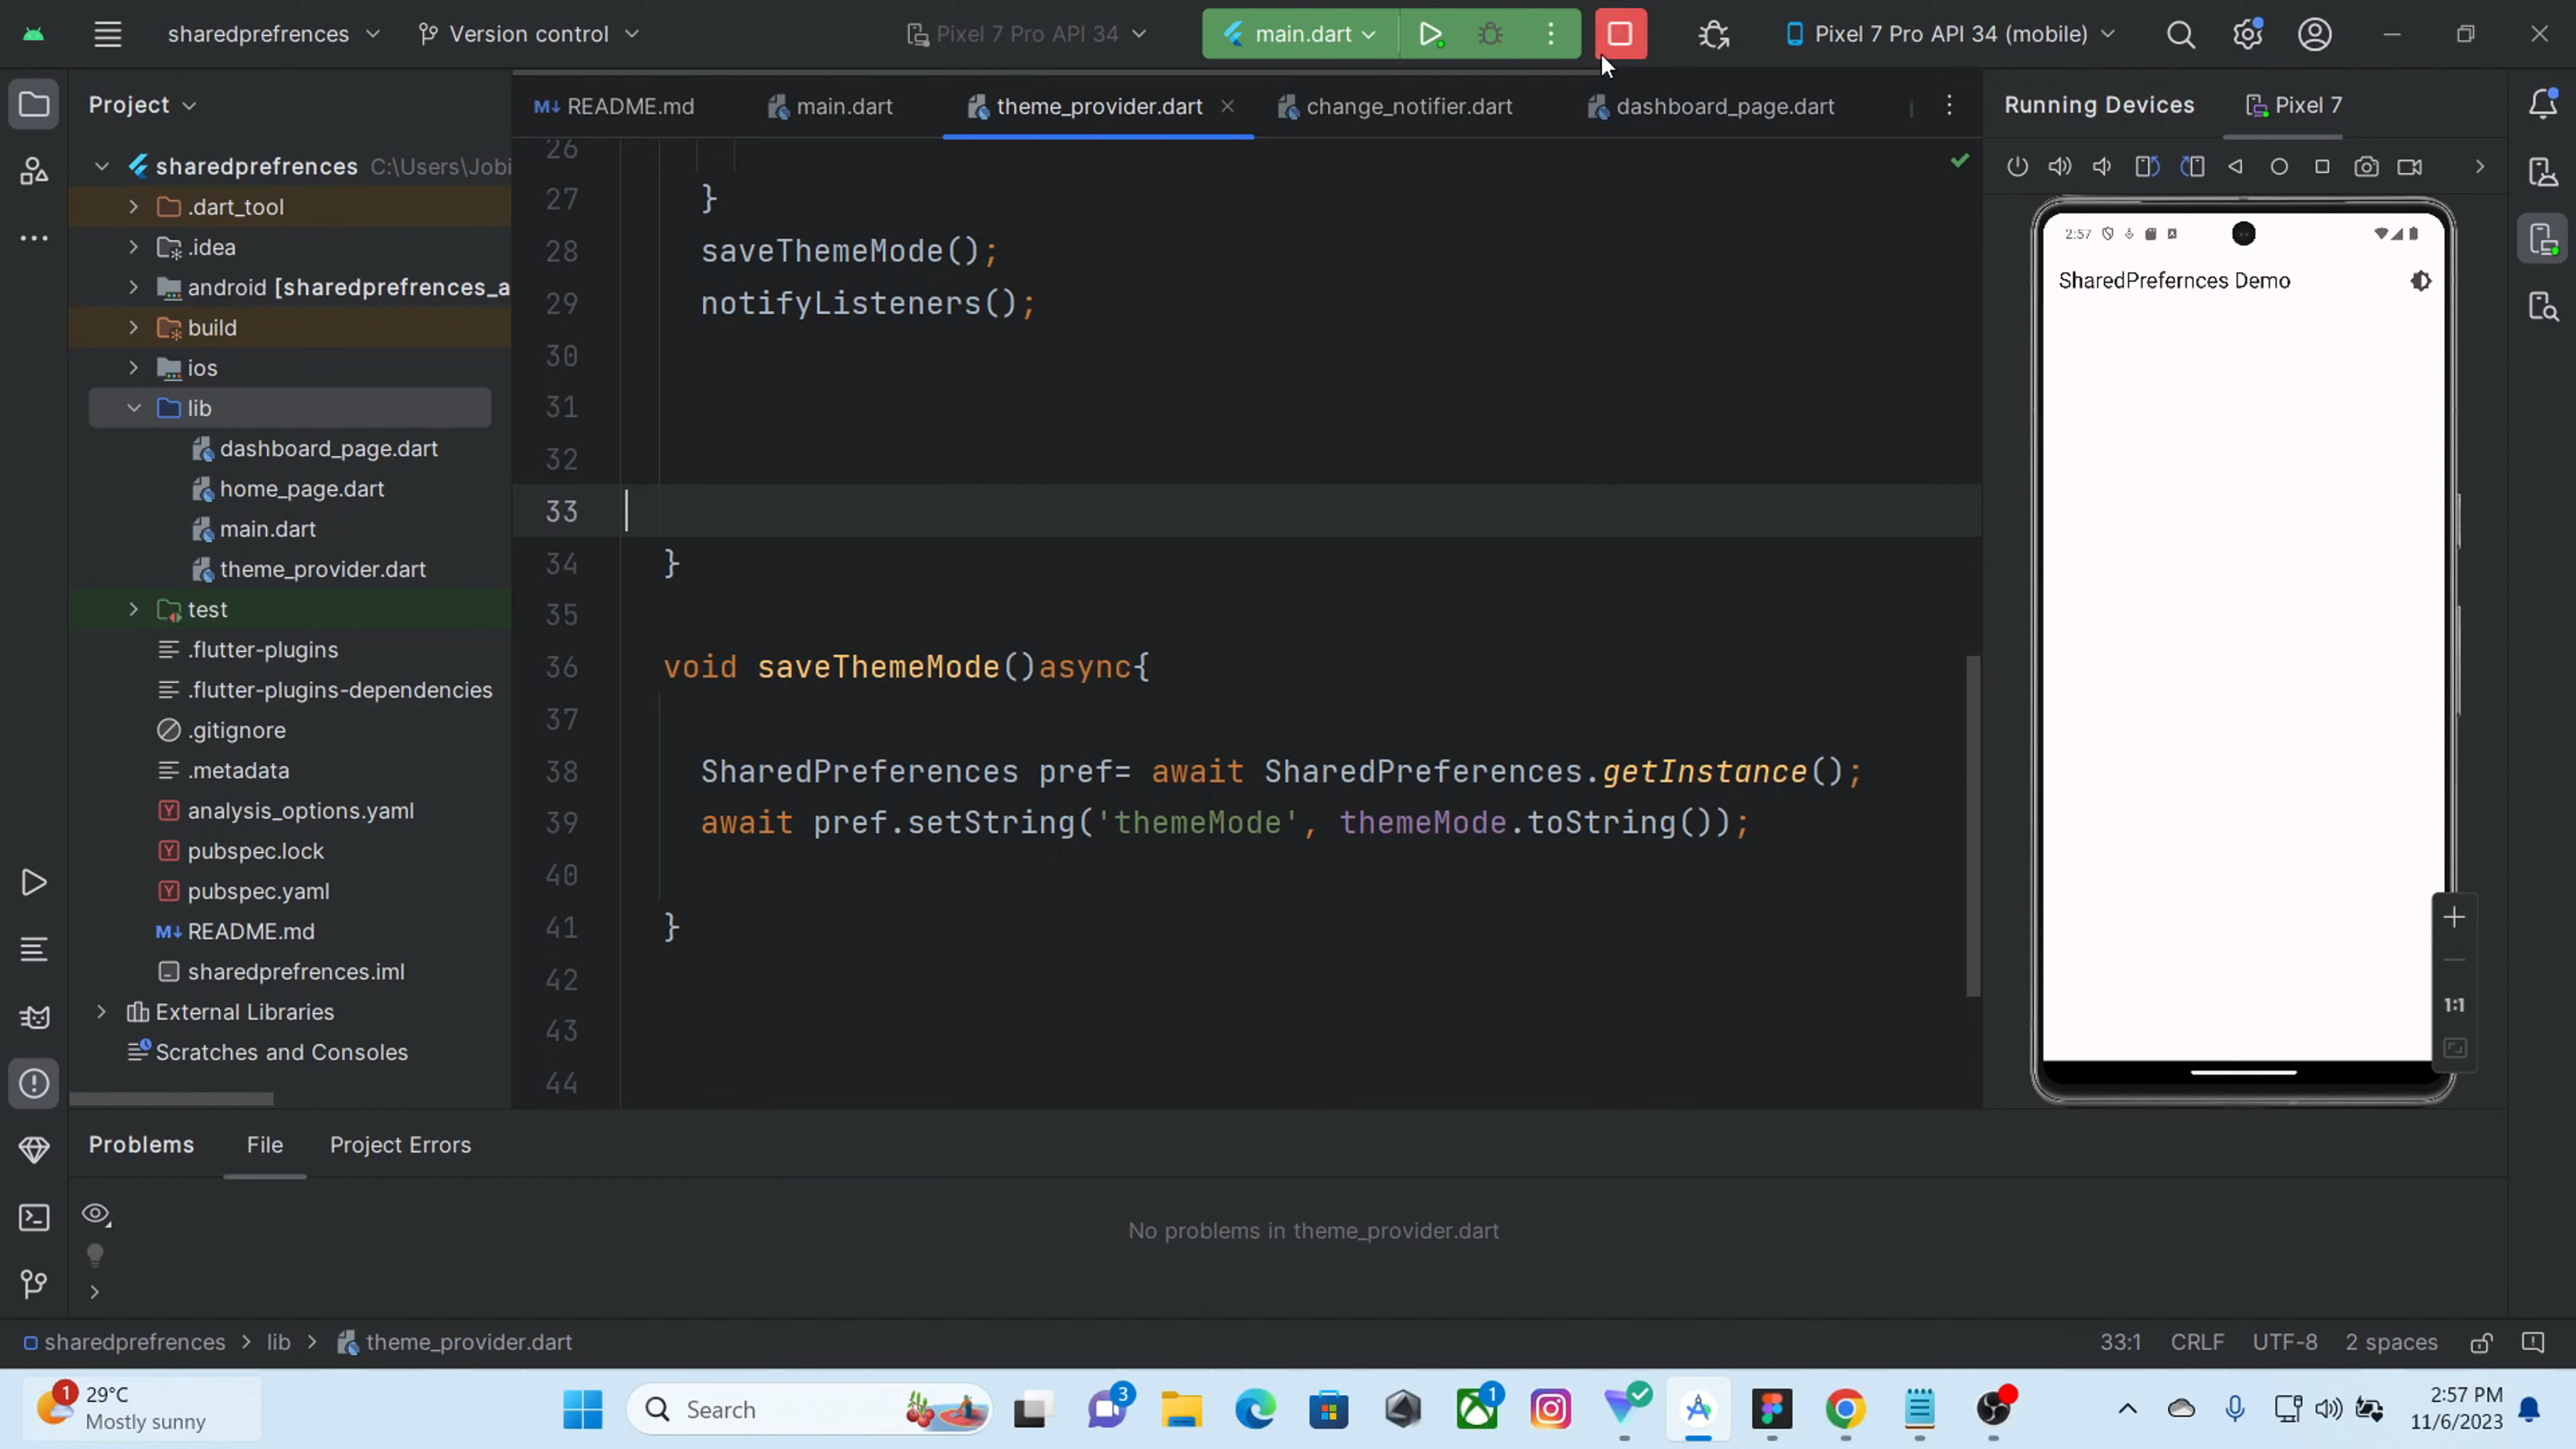 sharedprefrences
Version control
Pixel 7 Pro API 34
main.dart
Pixel 7 Pro API 34 (mobile)
Project
README.md
main.dart
theme_provider.dart
change_notifier.dart
dashboard_page.dart
Running Devices
Pixel 7
sharedprefrences C:\Users\Jobi
.dart_tool
.idea
android [sharedprefrences_a
build
ios
lib
dashboard_page.dart
home_page.dart
main.dart
theme_provider.dart
test
.flutter-plugins
.flutter-plugins-dependencies
.gitignore
.metadata
analysis_options.yaml
pubspec.lock
pubspec.yaml
README.md
sharedprefrences.iml
External Libraries
Scratches and Consoles
26
27 }
28 saveThemeMode();
29 notifyListeners();
30
31
32
33
34 }
35
36 void saveThemeMode()async{
37
38 SharedPreferences pref= await SharedPreferences.getInstance();
39 await pref.setString('themeMode', themeMode.toString());
40
41 }
42
43
44
2:57
SharedPrefernces Demo
1:1
Problems
File
Project Errors
No problems in theme_provider.dart
sharedprefrences > lib > theme_provider.dart
33:1 CRLF UTF-8 2 spaces
1
29°C
Mostly sunny
Search
3
1
2:57 PM
11/6/2023